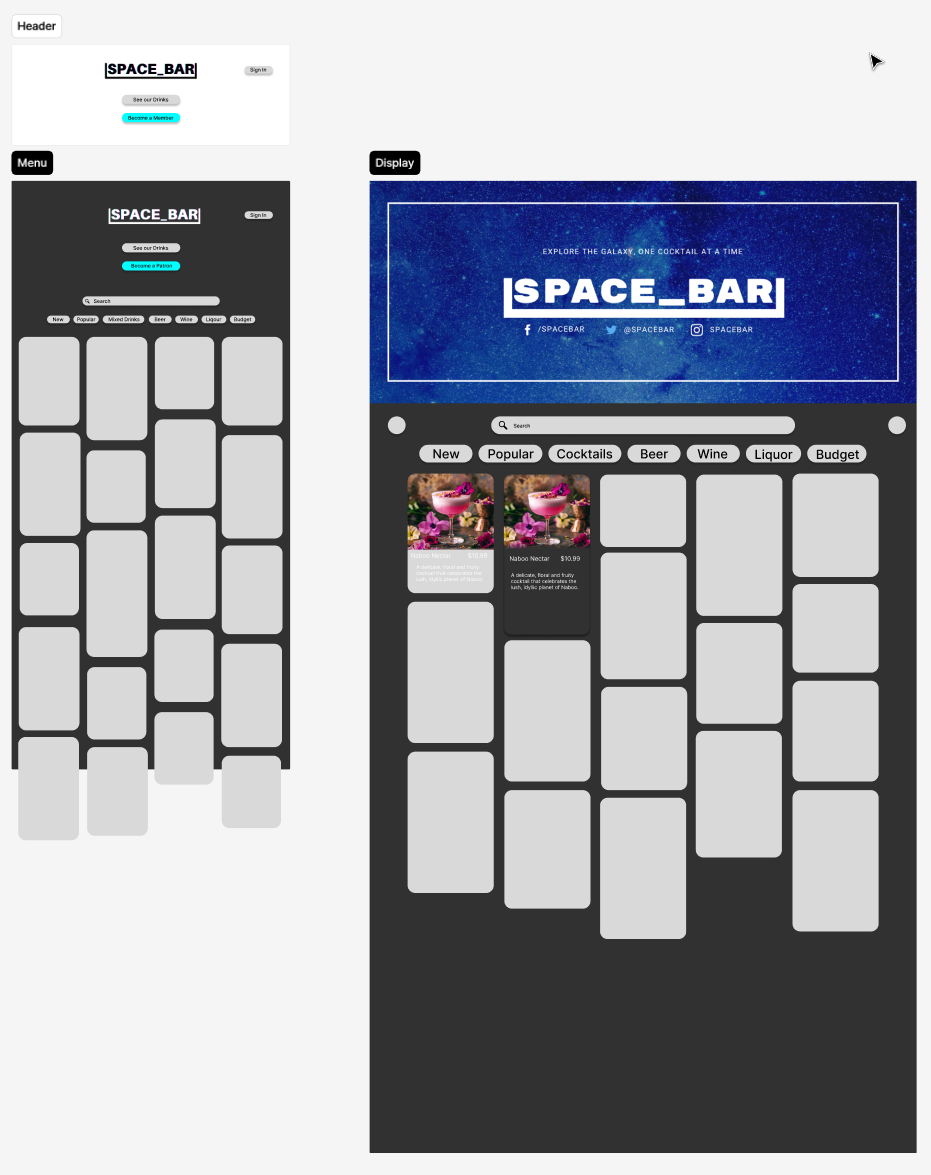 Header
|SPACE_BAR|
Sign In
See our Drinks
Become a Member
Menu
|SPACE_BAR|
Sign In
See our Drinks
Become a Patron
Search
New Popular Mixed Drinks Beer Wine Liqour Budget
Display
EXPLORE THE GALAXY, ONE COCKTAIL AT A TIME
|SPACE_BAR|
/SPACEBAR @SPACEBAR SPACEBAR
Search
New Popular Cocktails Beer Wine Liquor Budget
Naboo Nectar $10.99
A delicate, floral and fruity
cocktail that celebrates the
lush, idyllic planet of Naboo.
Naboo Nectar $10.99
A delicate, floral and fruity
cocktail that celebrates the
lush, idyllic planet of Naboo.